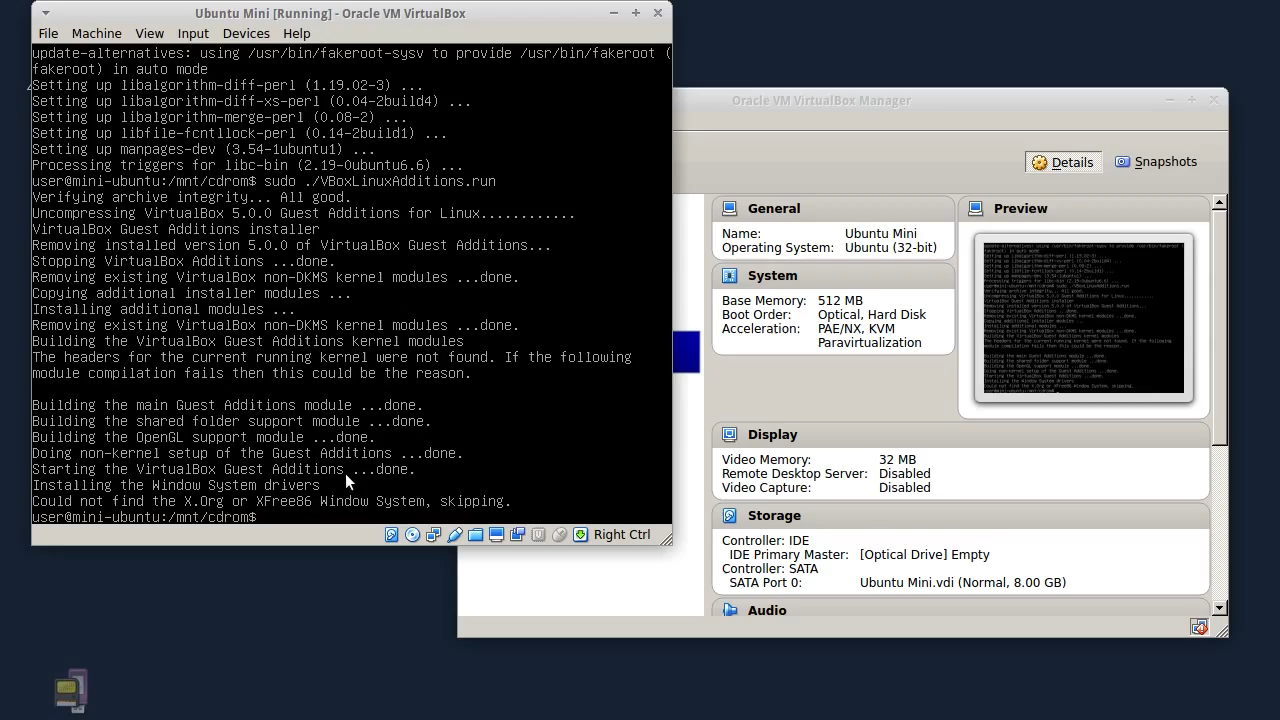 Ubuntu Mini [Running] - Oracle VM VirtualBox
File Machine View Input Devices Help
update-alternatives: using /usr/bin/fakeroot-sysv to provide /usr/bin/fakeroot (
fakeroot) in auto mode
Setting up libalgorithm-diff-perl (1.19.02-3) ...
Setting up libalgorithm-diff-xs-perl (0.04-2build4) ...
Setting up libalgorithm-merge-perl (0.08-2) ...
Setting up libfile-fcntllock-perl (0.14-2build1) ...
Setting up manpages-dev (3.54-1ubuntu1) ...
Processing triggers for libc-bin (2.19-0ubuntu6.6) ...
user@mini-ubuntu:/mnt/cdrom$ sudo ./VBoxLinuxAdditions.run
Verifying archive integrity... All good.
Uncompressing VirtualBox 5.0.0 Guest Additions for Linux............
VirtualBox Guest Additions installer
Removing installed version 5.0.0 of VirtualBox Guest Additions...
Stopping VirtualBox Additions ...done.
Removing existing VirtualBox non-DKMS kernel modules ...done.
Copying additional installer modules ...
Installing additional modules ...
Removing existing VirtualBox non-DKMS kernel modules ...done.
Building the VirtualBox Guest Additions kernel modules
The headers for the current running kernel were not found. If the following
module compilation fails then this could be the reason.
Building the main Guest Additions module ...done.
Building the shared folder support module ...done.
Building the OpenGL support module ...done.
Doing non-kernel setup of the Guest Additions ...done.
Starting the VirtualBox Guest Additions ...done.
Installing the Window System drivers
Could not find the X.Org or XFree86 Window System, skipping.
user@mini-ubuntu:/mnt/cdrom$
Right Ctrl
Oracle VM VirtualBox Manager
Details Snapshots
General
Name: Ubuntu Mini
Operating System: Ubuntu (32-bit)
System
Base Memory: 512 MB
Boot Order: Optical, Hard Disk
Acceleration: PAE/NX, KVM
Paravirtualization
Preview
Display
Video Memory: 32 MB
Remote Desktop Server: Disabled
Video Capture: Disabled
Storage
Controller: IDE
IDE Primary Master: [Optical Drive] Empty
Controller: SATA
SATA Port 0: Ubuntu Mini.vdi (Normal, 8.00 GB)
Audio